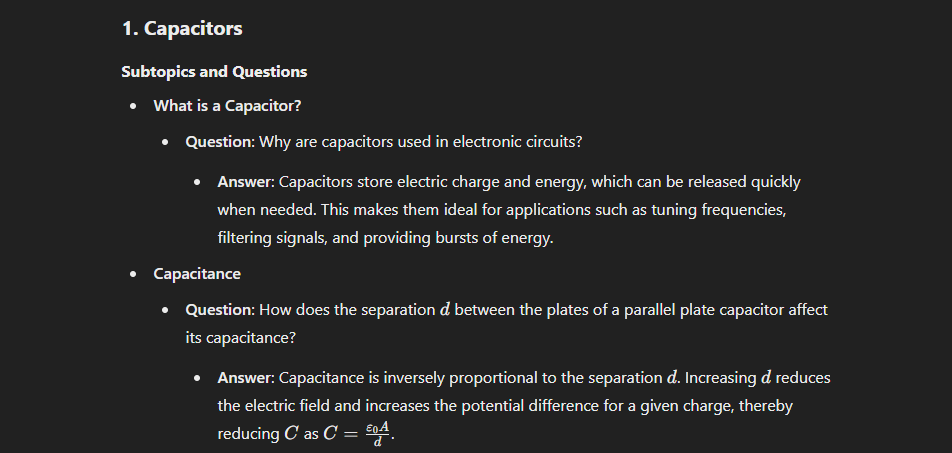 1. Capacitors
Subtopics and Questions
• What is a Capacitor?
• Question: Why are capacitors used in electronic circuits?
• Answer: Capacitors store electric charge and energy, which can be released quickly
when needed. This makes them ideal for applications such as tuning frequencies,
filtering signals, and providing bursts of energy.
• Capacitance
• Question: How does the separation d between the plates of a parallel plate capacitor affect
its capacitance?
• Answer: Capacitance is inversely proportional to the separation d. Increasing d reduces
the electric field and increases the potential difference for a given charge, thereby
reducing C as C = ε₀A/d.